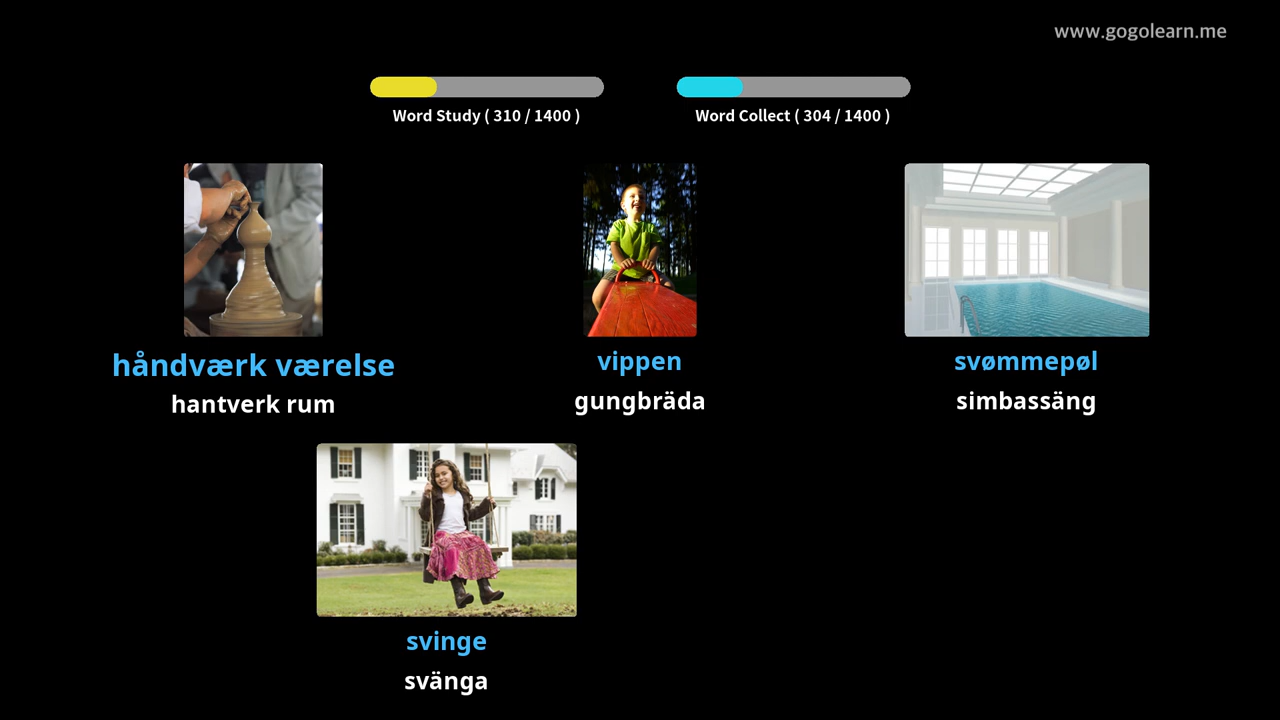 www.gogolearn.me
Word Study ( 310 / 1400 )
Word Collect ( 304 / 1400 )
håndværk værelse
hantverk rum
vippen
gungbräda
svømmepøl
simbassäng
svinge
svänga